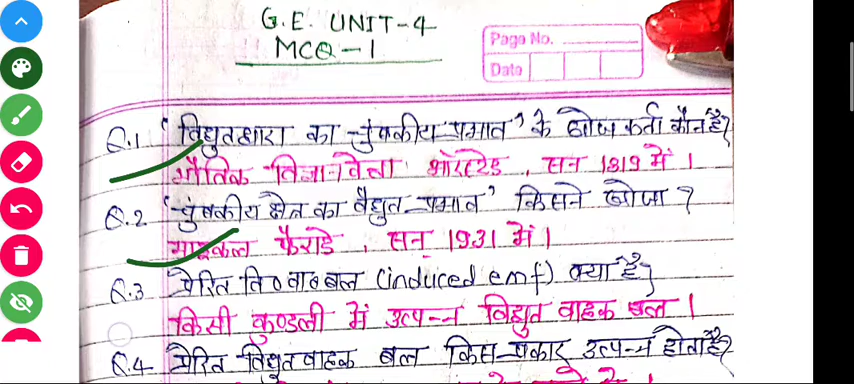 G.E. UNIT-4
MCQ-1
Page No.
Date
Q.1 "विद्युतधारा का चुंबकीय प्रभाव" के खोजकर्ता कौन है?
भौतिक विज्ञानवेत्ता ओरस्टेड, सन 1819 में।
Q.2 "चुंबकीय क्षेत्र का वैद्युत प्रभाव" किसने खोजा?
माइकल फैराडे, सन् 1931 में।
Q.3 प्रेरित वि० वा० बल (induced emf) क्या है?
किसी कुण्डली में उत्पन्न विद्युत वाहक बल।
Q.4 प्रेरित विद्युतवाहक बल किस प्रकार उत्पन्न होता है?